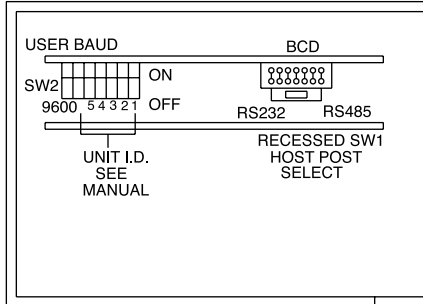 USER BAUD
BCD
SW2
ON
9600 5 4 3 2 1 OFF
RS232 RS485
UNIT I.D.
SEE
MANUAL
RECESSED SW1
HOST POST
SELECT